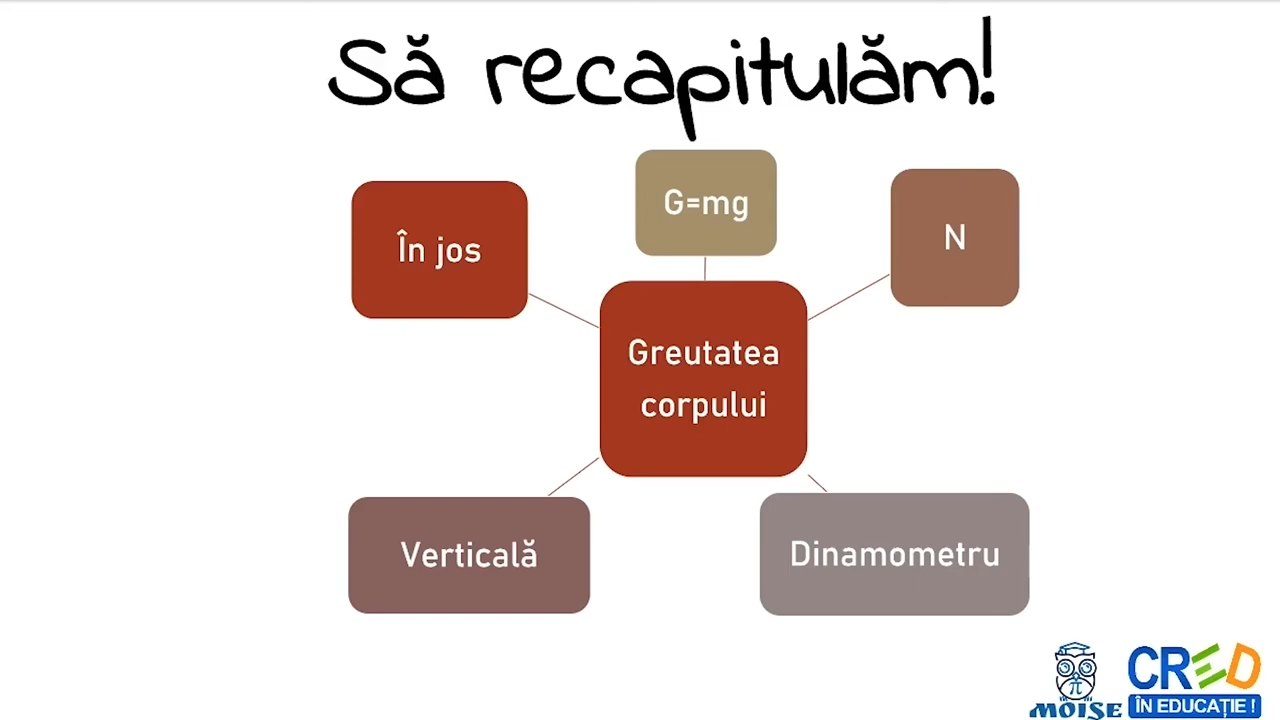 Să recapitulăm!
G=mg
În jos
N
Greutatea
corpului
Verticală
Dinamometru
π
MOISE
CRED
ÎN EDUCAȚIE !